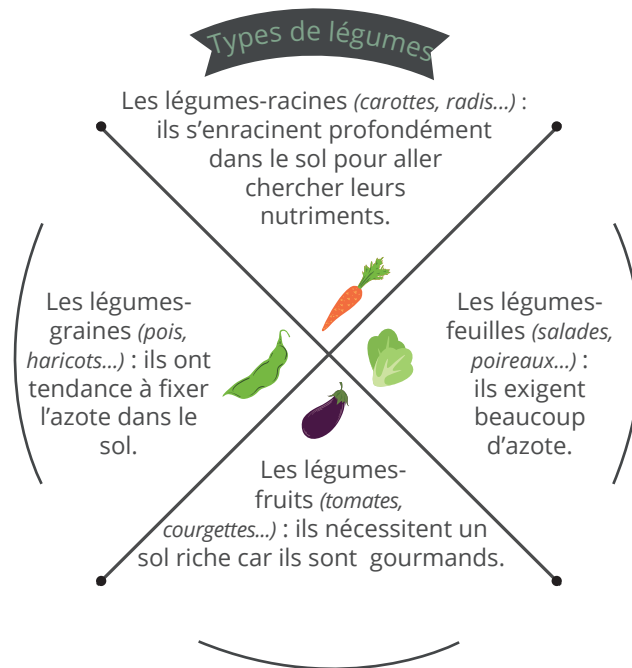 Types de légumes
Les légumes-racines (carottes, radis...) :
ils s’enracinent profondément
dans le sol pour aller
chercher leurs
nutriments.
Les légumes-
graines (pois,
haricots...) : ils ont
tendance à fixer
l’azote dans le
sol.
Les légumes-
feuilles (salades,
poireaux...) :
ils exigent
beaucoup
d’azote.
Les légumes-
fruits (tomates,
courgettes...) : ils nécessitent un
sol riche car ils sont  gourmands.